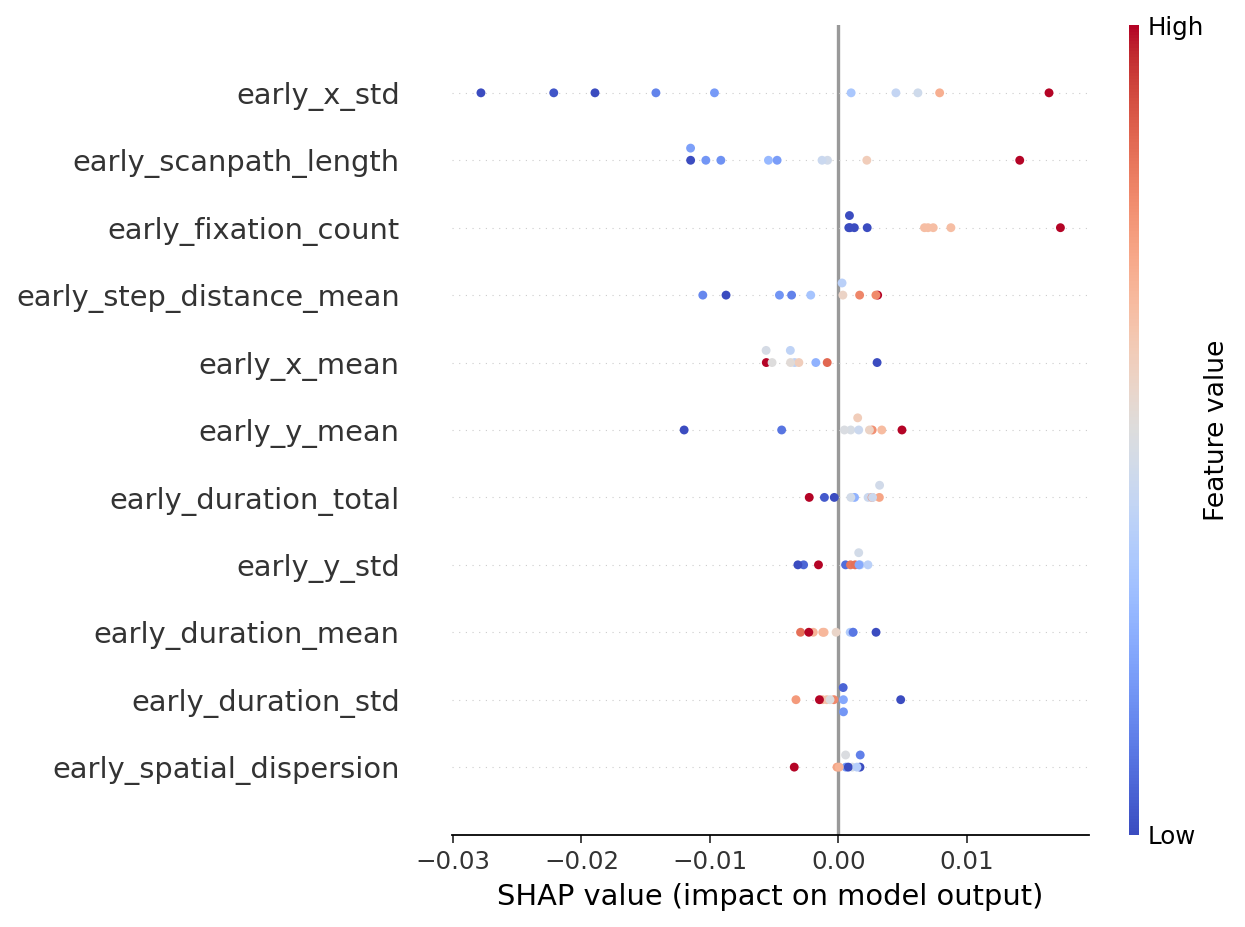 High
early_x_std
early_scanpath_length
early_fixation_count
early_step_distance_mean
early_x_mean
early_y_mean
early_duration_total
early_y_std
early_duration_mean
early_duration_std
early_spatial_dispersion
Feature value
Low
−0.03 −0.02 −0.01 0.00 0.01
SHAP value (impact on model output)